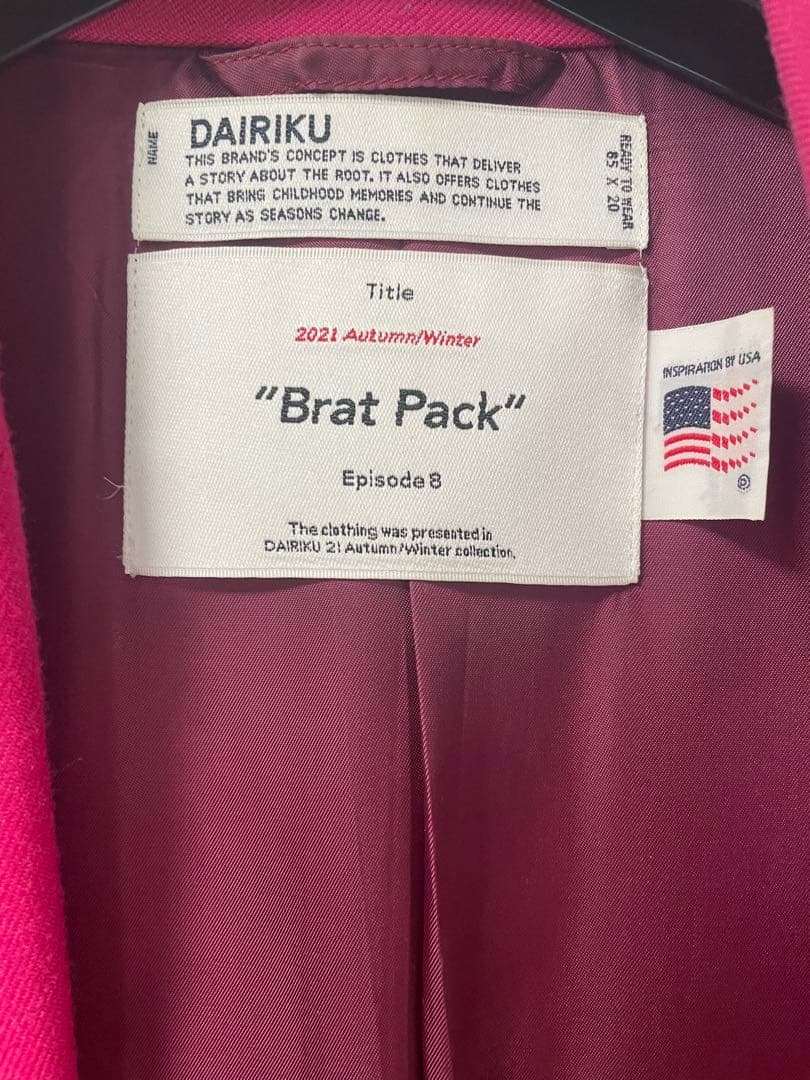 NAME
DAIRIKU
THIS BRAND'S CONCEPT IS CLOTHES THAT DELIVER
A STORY ABOUT THE ROOT. IT ALSO OFFERS CLOTHES
THAT BRING CHILDHOOD MEMORIES AND CONTINUE THE
STORY AS SEASONS CHANGE.
READY TO WEAR
85 X 20
Title
2021 Autumn/Winter
"Brat Pack"
Episode 8
The clothing was presented in
DAIRIKU 21 Autumn/Winter collection.
INSPIRATION BY USA
D